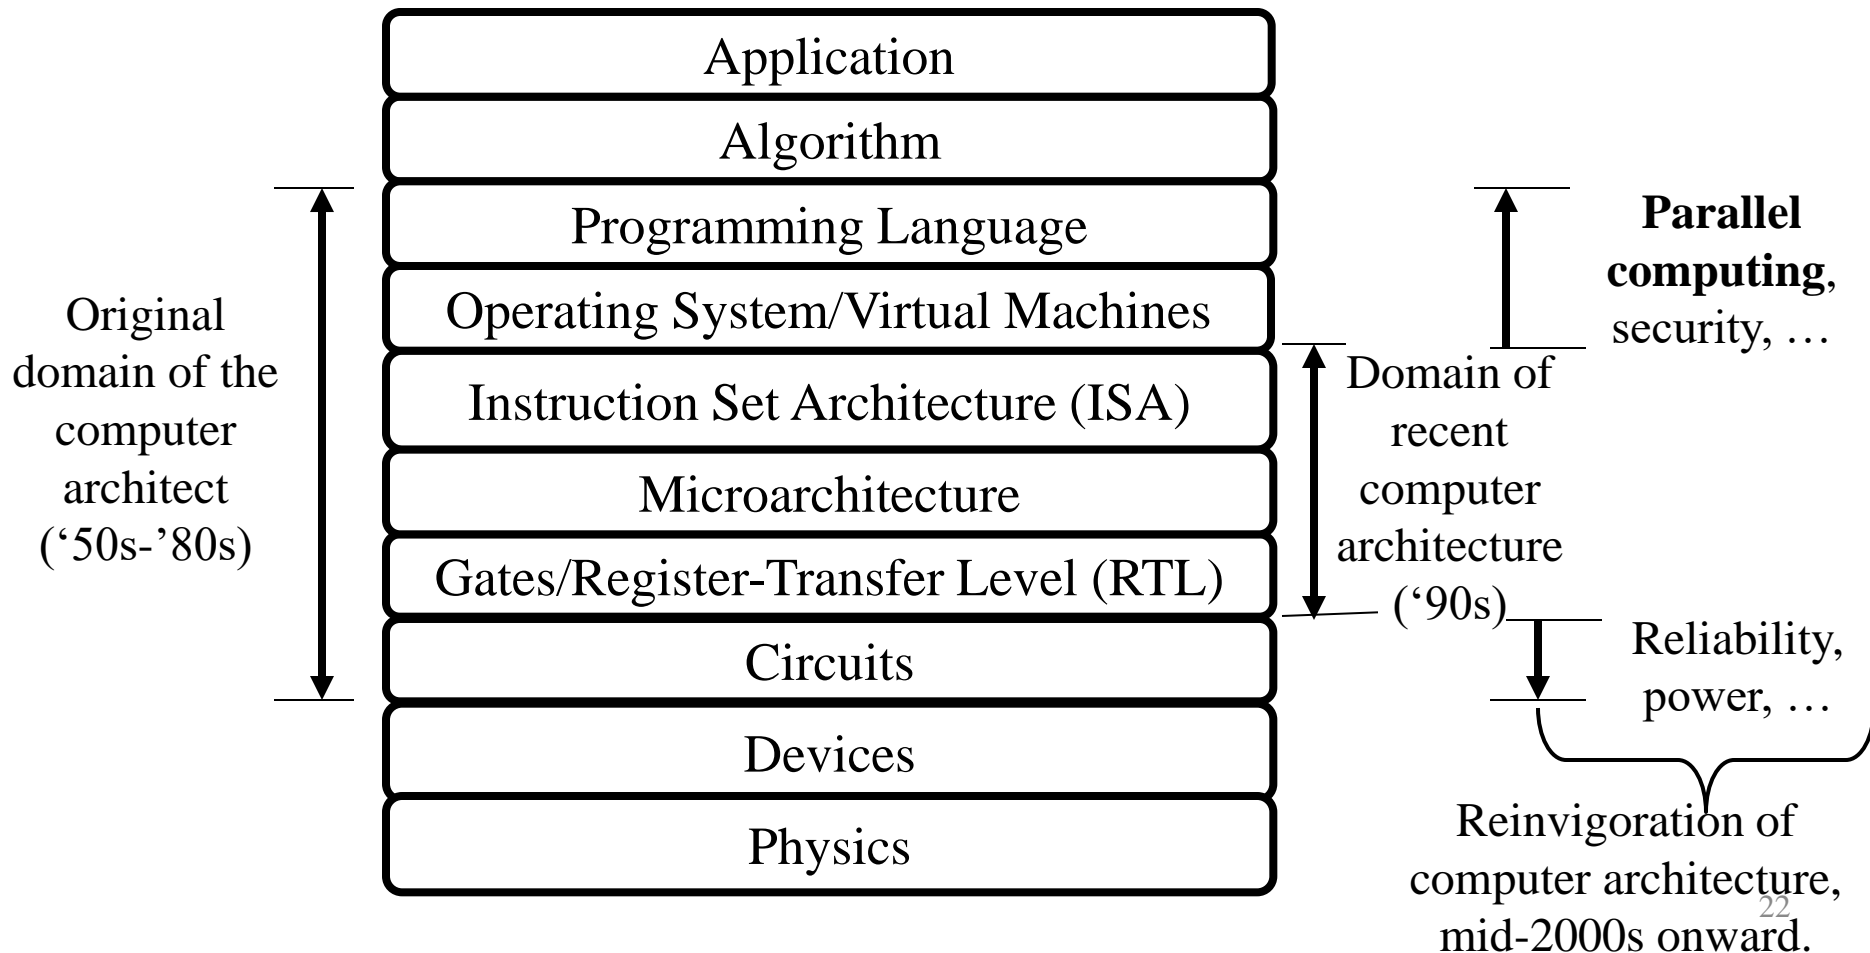 Application
Algorithm
Programming Language
Operating System/Virtual Machines
Instruction Set Architecture (ISA)
Microarchitecture
Gates/Register-Transfer Level (RTL)
Circuits
Devices
Physics
Original
domain of the
computer
architect
(‘50s-’80s)
Domain of
recent
computer
architecture
(‘90s)
Parallel
computing,
security, …
Reliability,
power, …
Reinvigoration of
computer architecture,
mid-2000s onward.
22